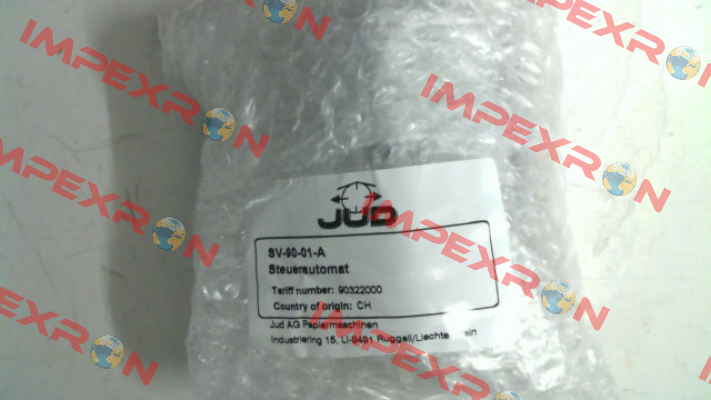 IMPEXRON
IMPEXRON
IMPEXRON
IMPEXRON
IMPEXRON
IMPEXRON
JUD
SV-90-01-A
Steuerautomat
Tariff number: 90322000
Country of origin: CH
Jud AG Papiermaschinen
Industriering 15, LI-9491 Ruggell/Liechtenstein